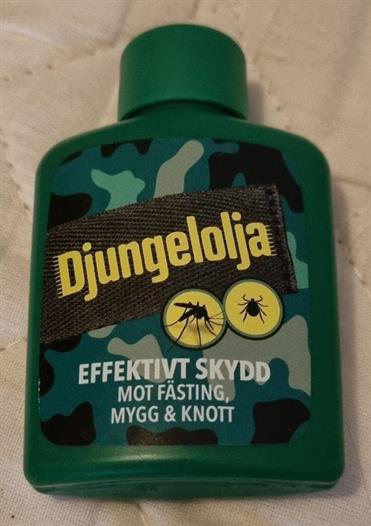 Djungelolja
EFFEKTIVT SKYDD
MOT FÄSTING,
MYGG & KNOTT